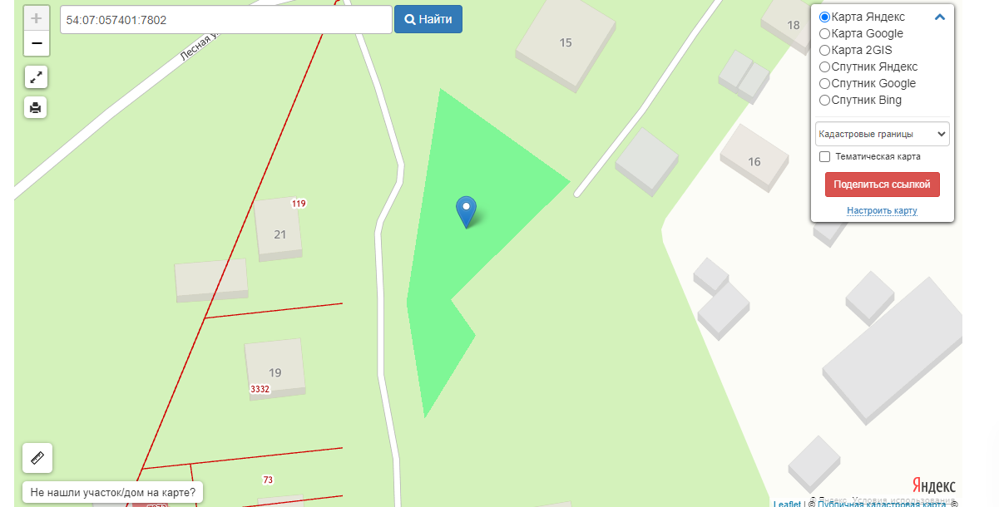 54:07:057401:7802
Найти
Карта Яндекс
Карта Google
Карта 2GIS
Спутник Яндекс
Спутник Google
Спутник Bing
Кадастровые границы
Тематическая карта
Поделиться ссылкой
Настроить карту
Лесная у
15
18
16
119
21
19
3332
73
Не нашли участок/дом на карте?
Яндекс
© Яндекс Условия использования
Leaflet | © Публичная кадастровая карта, ©